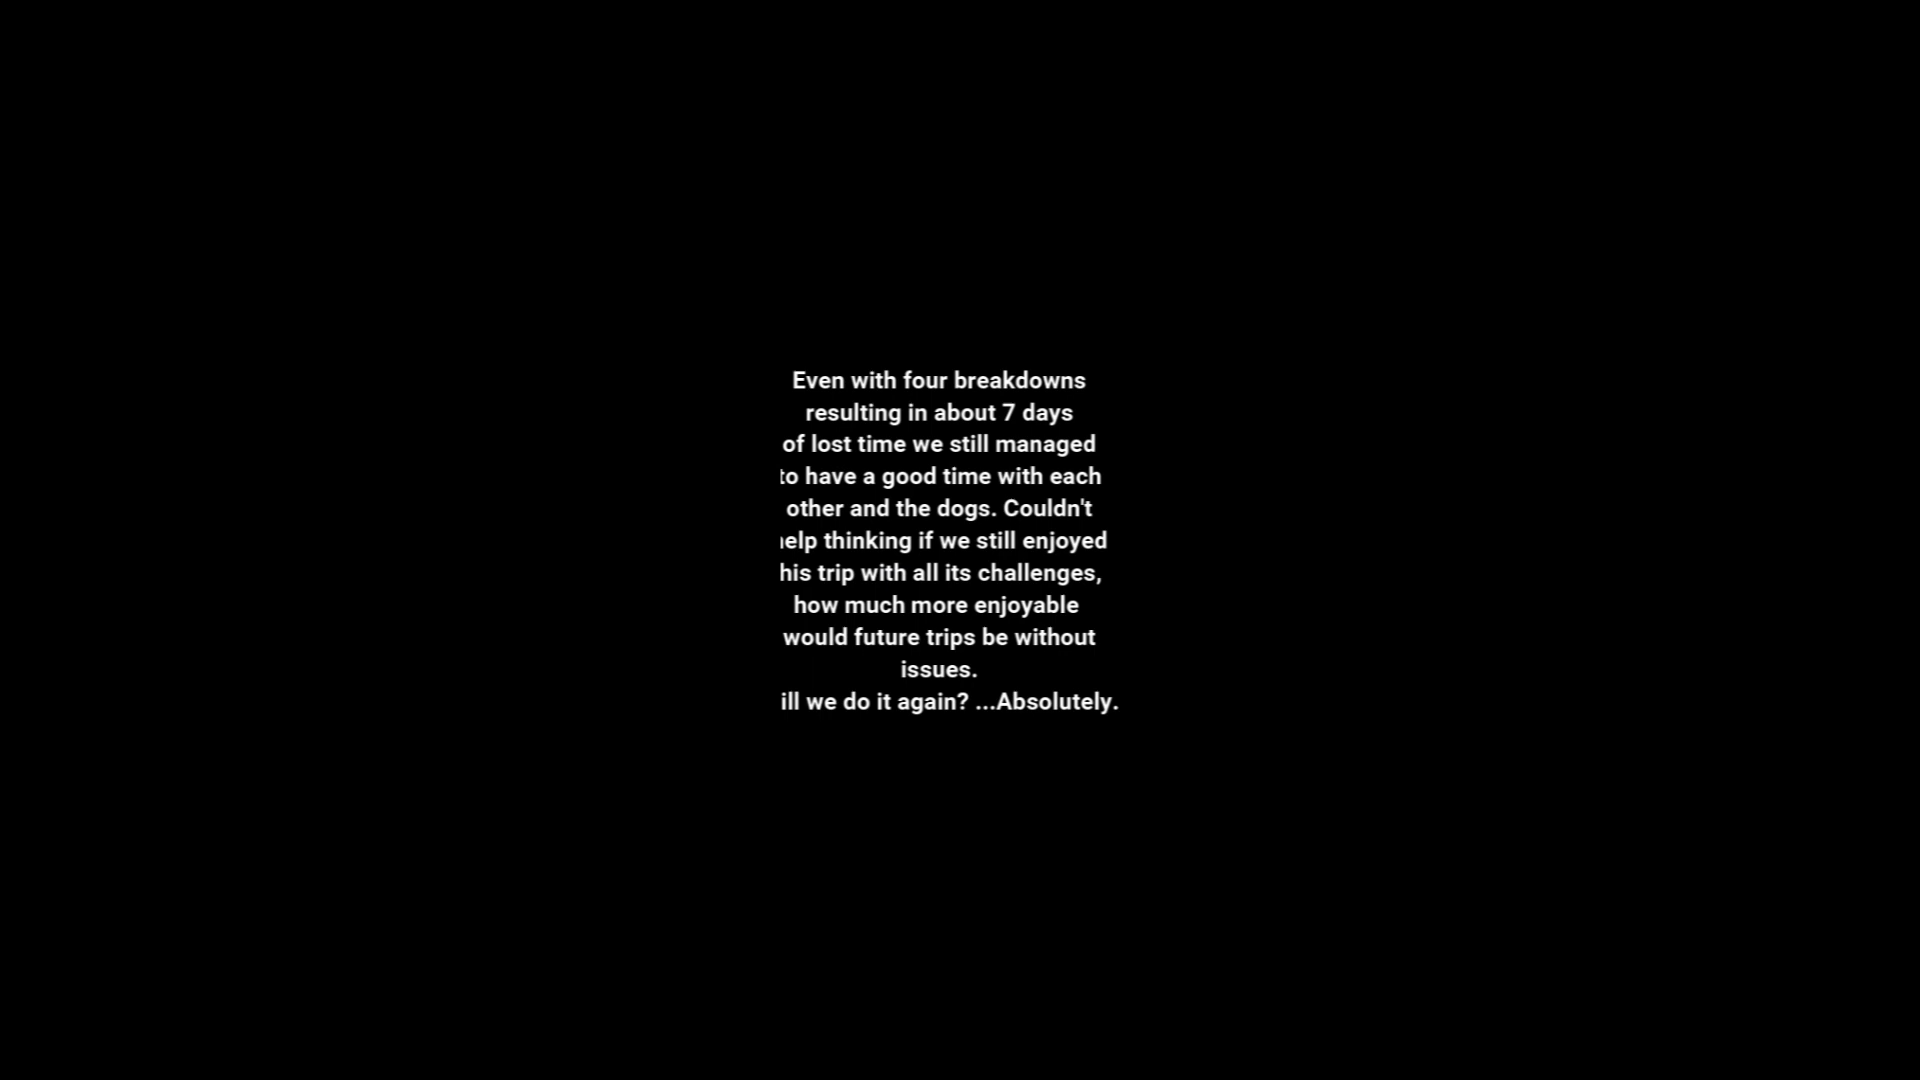 Even with four breakdowns
resulting in about 7 days
of lost time we still managed
to have a good time with each
other and the dogs. Couldn't
help thinking if we still enjoyed
his trip with all its challenges,
how much more enjoyable
would future trips be without
issues.
ill we do it again? ...Absolutely.